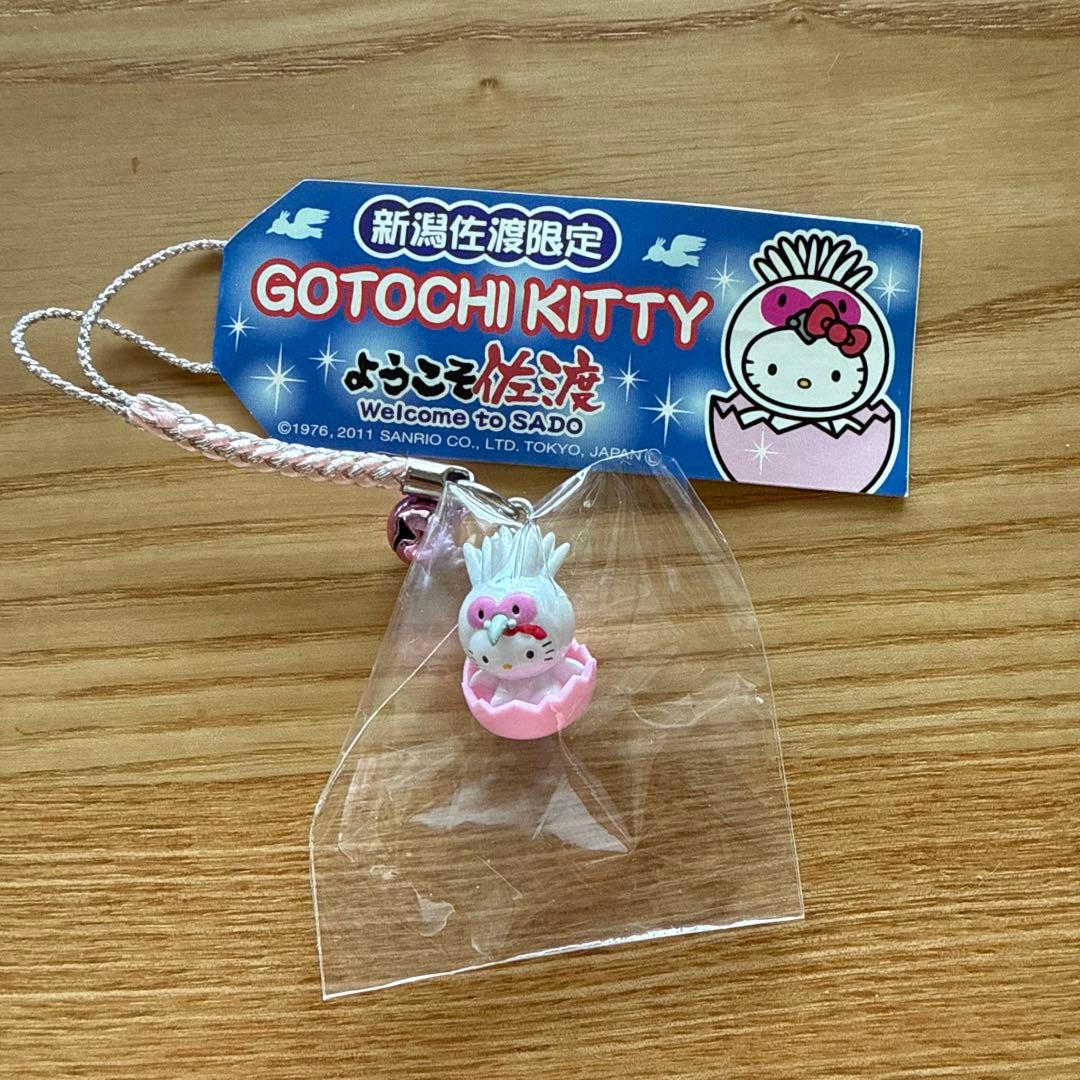 新潟佐渡限定
GOTOCHI KITTY
ようこそ佐渡
Welcome to SADO
©1976, 2011 SANRIO CO., LTD. TOKYO, JAPAN Ⓛ